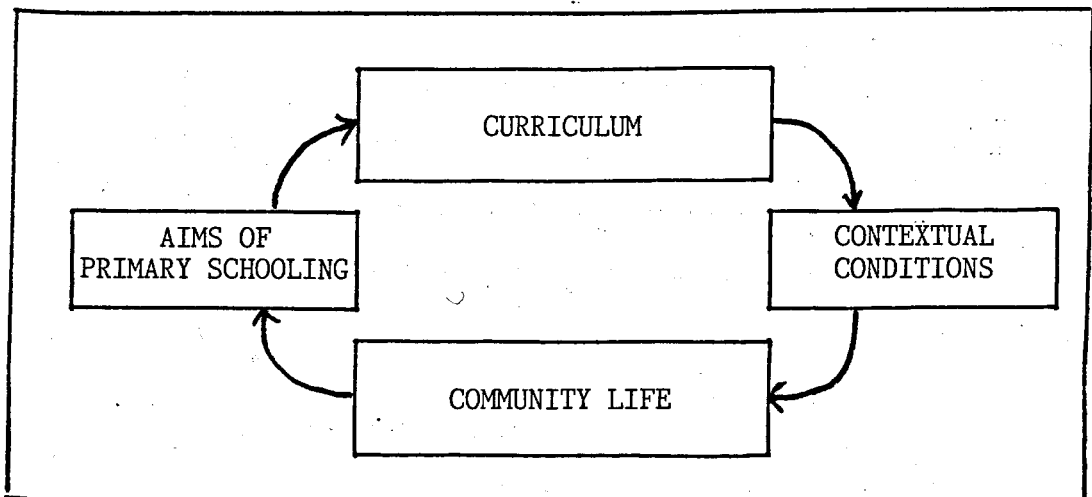 CURRICULUM
AIMS OF
PRIMARY SCHOOLING
CONTEXTUAL
CONDITIONS
COMMUNITY LIFE